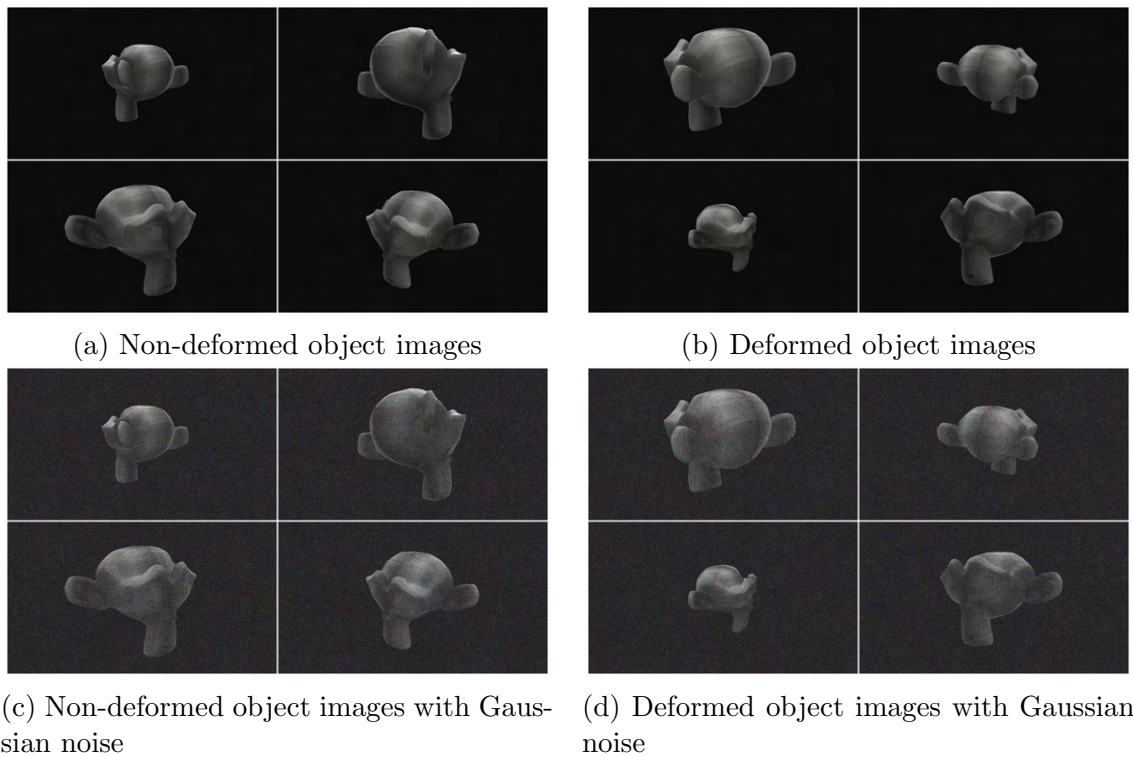 (a) Non-deformed object images
(b) Deformed object images
(c) Non-deformed object images with Gaus-
sian noise
(d) Deformed object images with Gaussian
noise